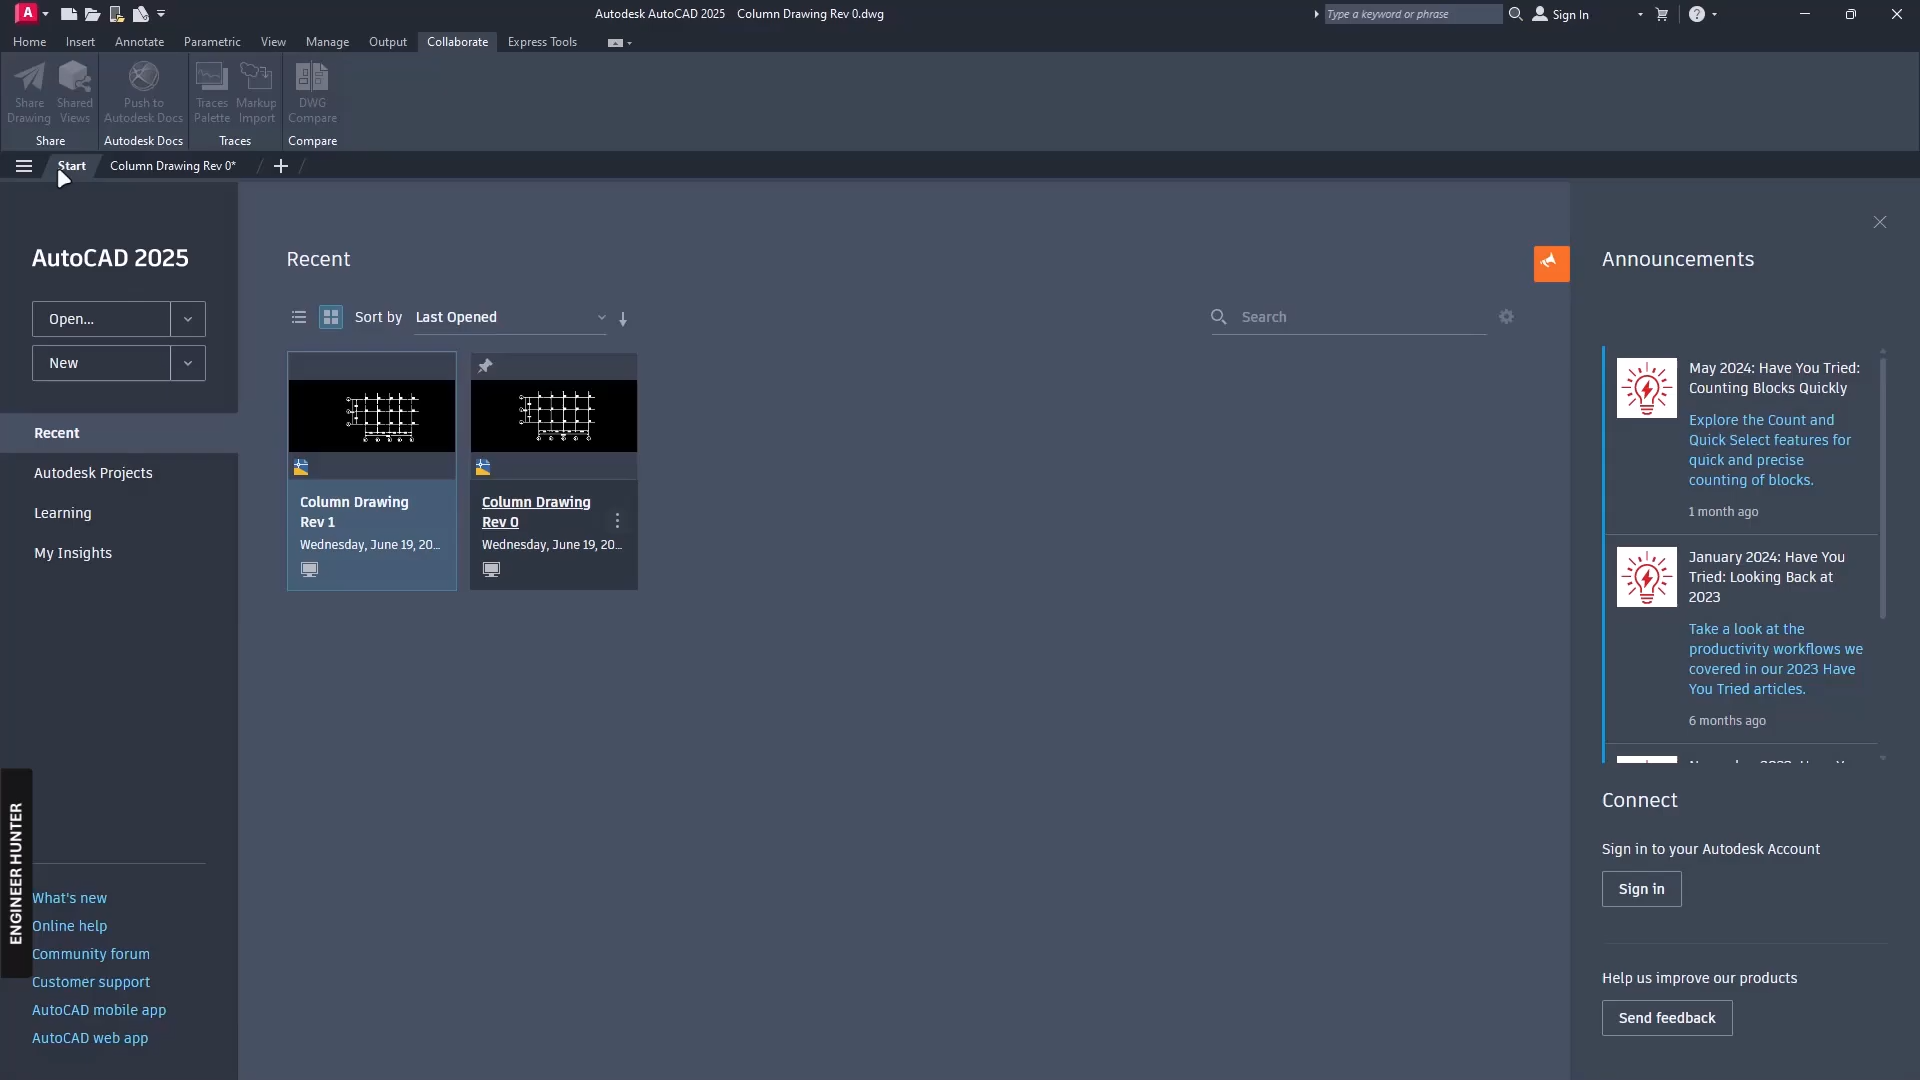 Autodesk AutoCAD 2025 Column Drawing Rev 0.dwg
Type a keyword or phrase
Sign In
Home Insert Annotate Parametric View Manage Output Collaborate Express Tools
Share Drawing
Shared Views
Push to Autodesk Docs
Traces Palette
Markup Import
DWG Compare
Share Autodesk Docs Traces Compare
Start Column Drawing Rev 0*
AutoCAD 2025
Open...
New
Recent
Autodesk Projects
Learning
My Insights
What's new
Online help
Community forum
Customer support
AutoCAD mobile app
AutoCAD web app
ENGINEER HUNTER
Recent
Sort by Last Opened
Search
Column Drawing
Rev 1
Wednesday, June 19, 20...
Column Drawing
Rev 0
Wednesday, June 19, 20...
Announcements
May 2024: Have You Tried:
Counting Blocks Quickly
Explore the Count and
Quick Select features for
quick and precise
counting of blocks.
1 month ago
January 2024: Have You
Tried: Looking Back at
2023
Take a look at the
productivity workflows we
covered in our 2023 Have
You Tried articles.
6 months ago
Connect
Sign in to your Autodesk Account
Sign in
Help us improve our products
Send feedback